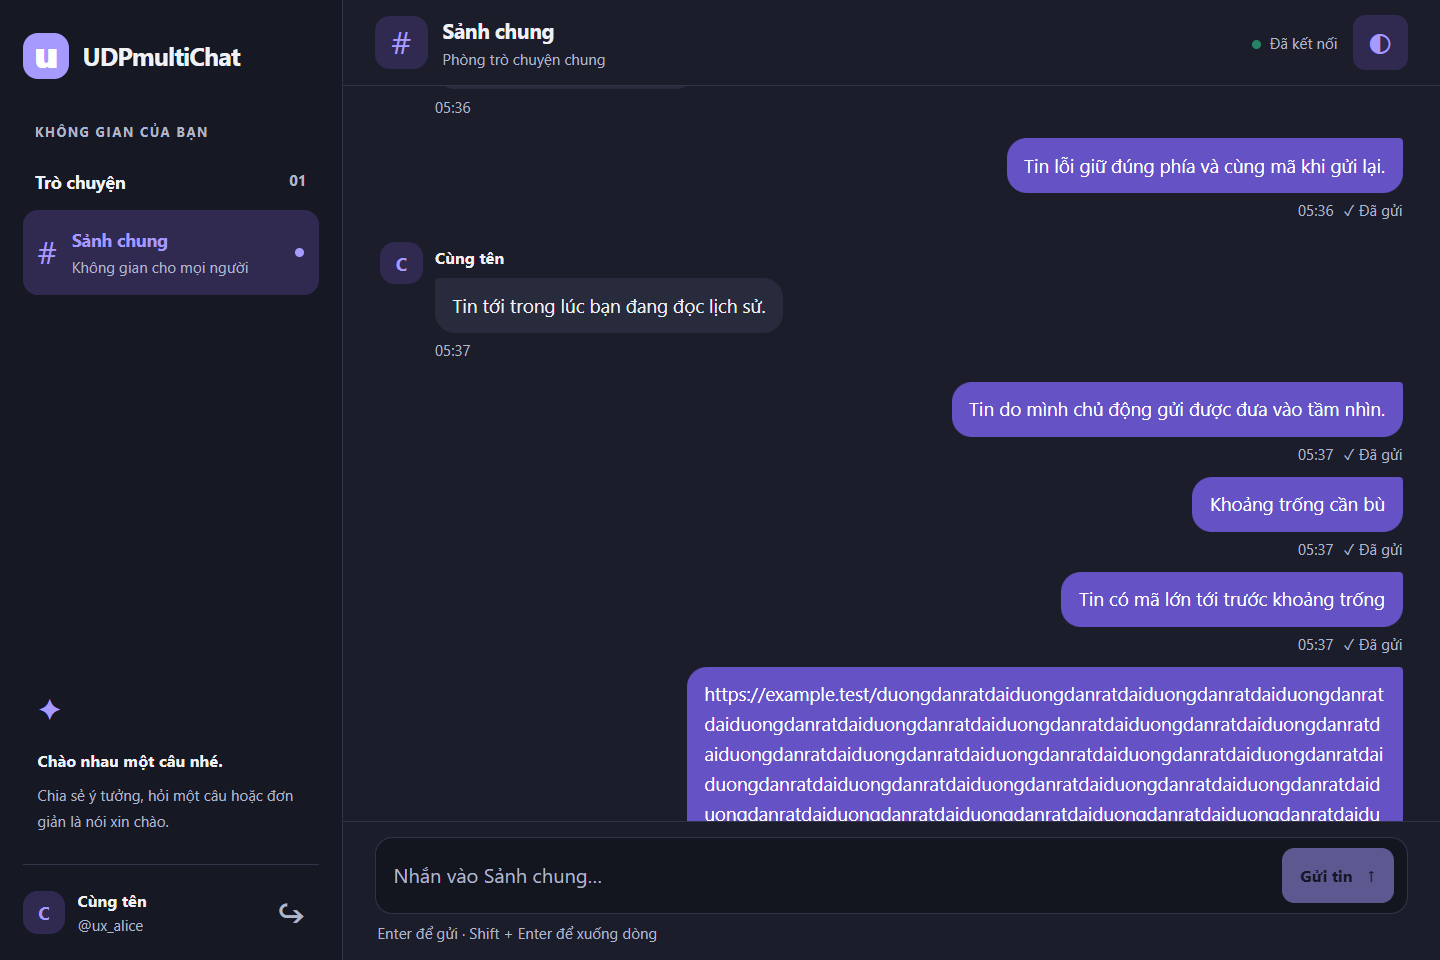 u
UDPmultiChat
KHÔNG GIAN CỦA BẠN
Trò chuyện
01
#
Sảnh chung
Không gian cho mọi người
✦
Chào nhau một câu nhé.
Chia sẻ ý tưởng, hỏi một câu hoặc đơn
giản là nói xin chào.
C
Cùng tên
@ux_alice
#
Sảnh chung
Phòng trò chuyện chung
Đã kết nối
05:36
Tin lỗi giữ đúng phía và cùng mã khi gửi lại.
05:36 ✓ Đã gửi
C
Cùng tên
Tin tới trong lúc bạn đang đọc lịch sử.
05:37
Tin do mình chủ động gửi được đưa vào tầm nhìn.
05:37 ✓ Đã gửi
Khoảng trống cần bù
05:37 ✓ Đã gửi
Tin có mã lớn tới trước khoảng trống
05:37 ✓ Đã gửi
https://example.test/duongdanratdaiduongdanratdaiduongdanratdaiduongdanrat
daiduongdanratdaiduongdanratdaiduongdanratdaiduongdanratdaiduongdanratd
aiduongdanratdaiduongdanratdaiduongdanratdaiduongdanratdaiduongdanratdai
duongdanratdaiduongdanratdaiduongdanratdaiduongdanratdaiduongdanratdaid
uongdanratdaiduongdanratdaiduongdanratdaiduongdanratdaiduongdanratdaidu
Nhắn vào Sảnh chung...
Gửi tin ↑
Enter để gửi · Shift + Enter để xuống dòng